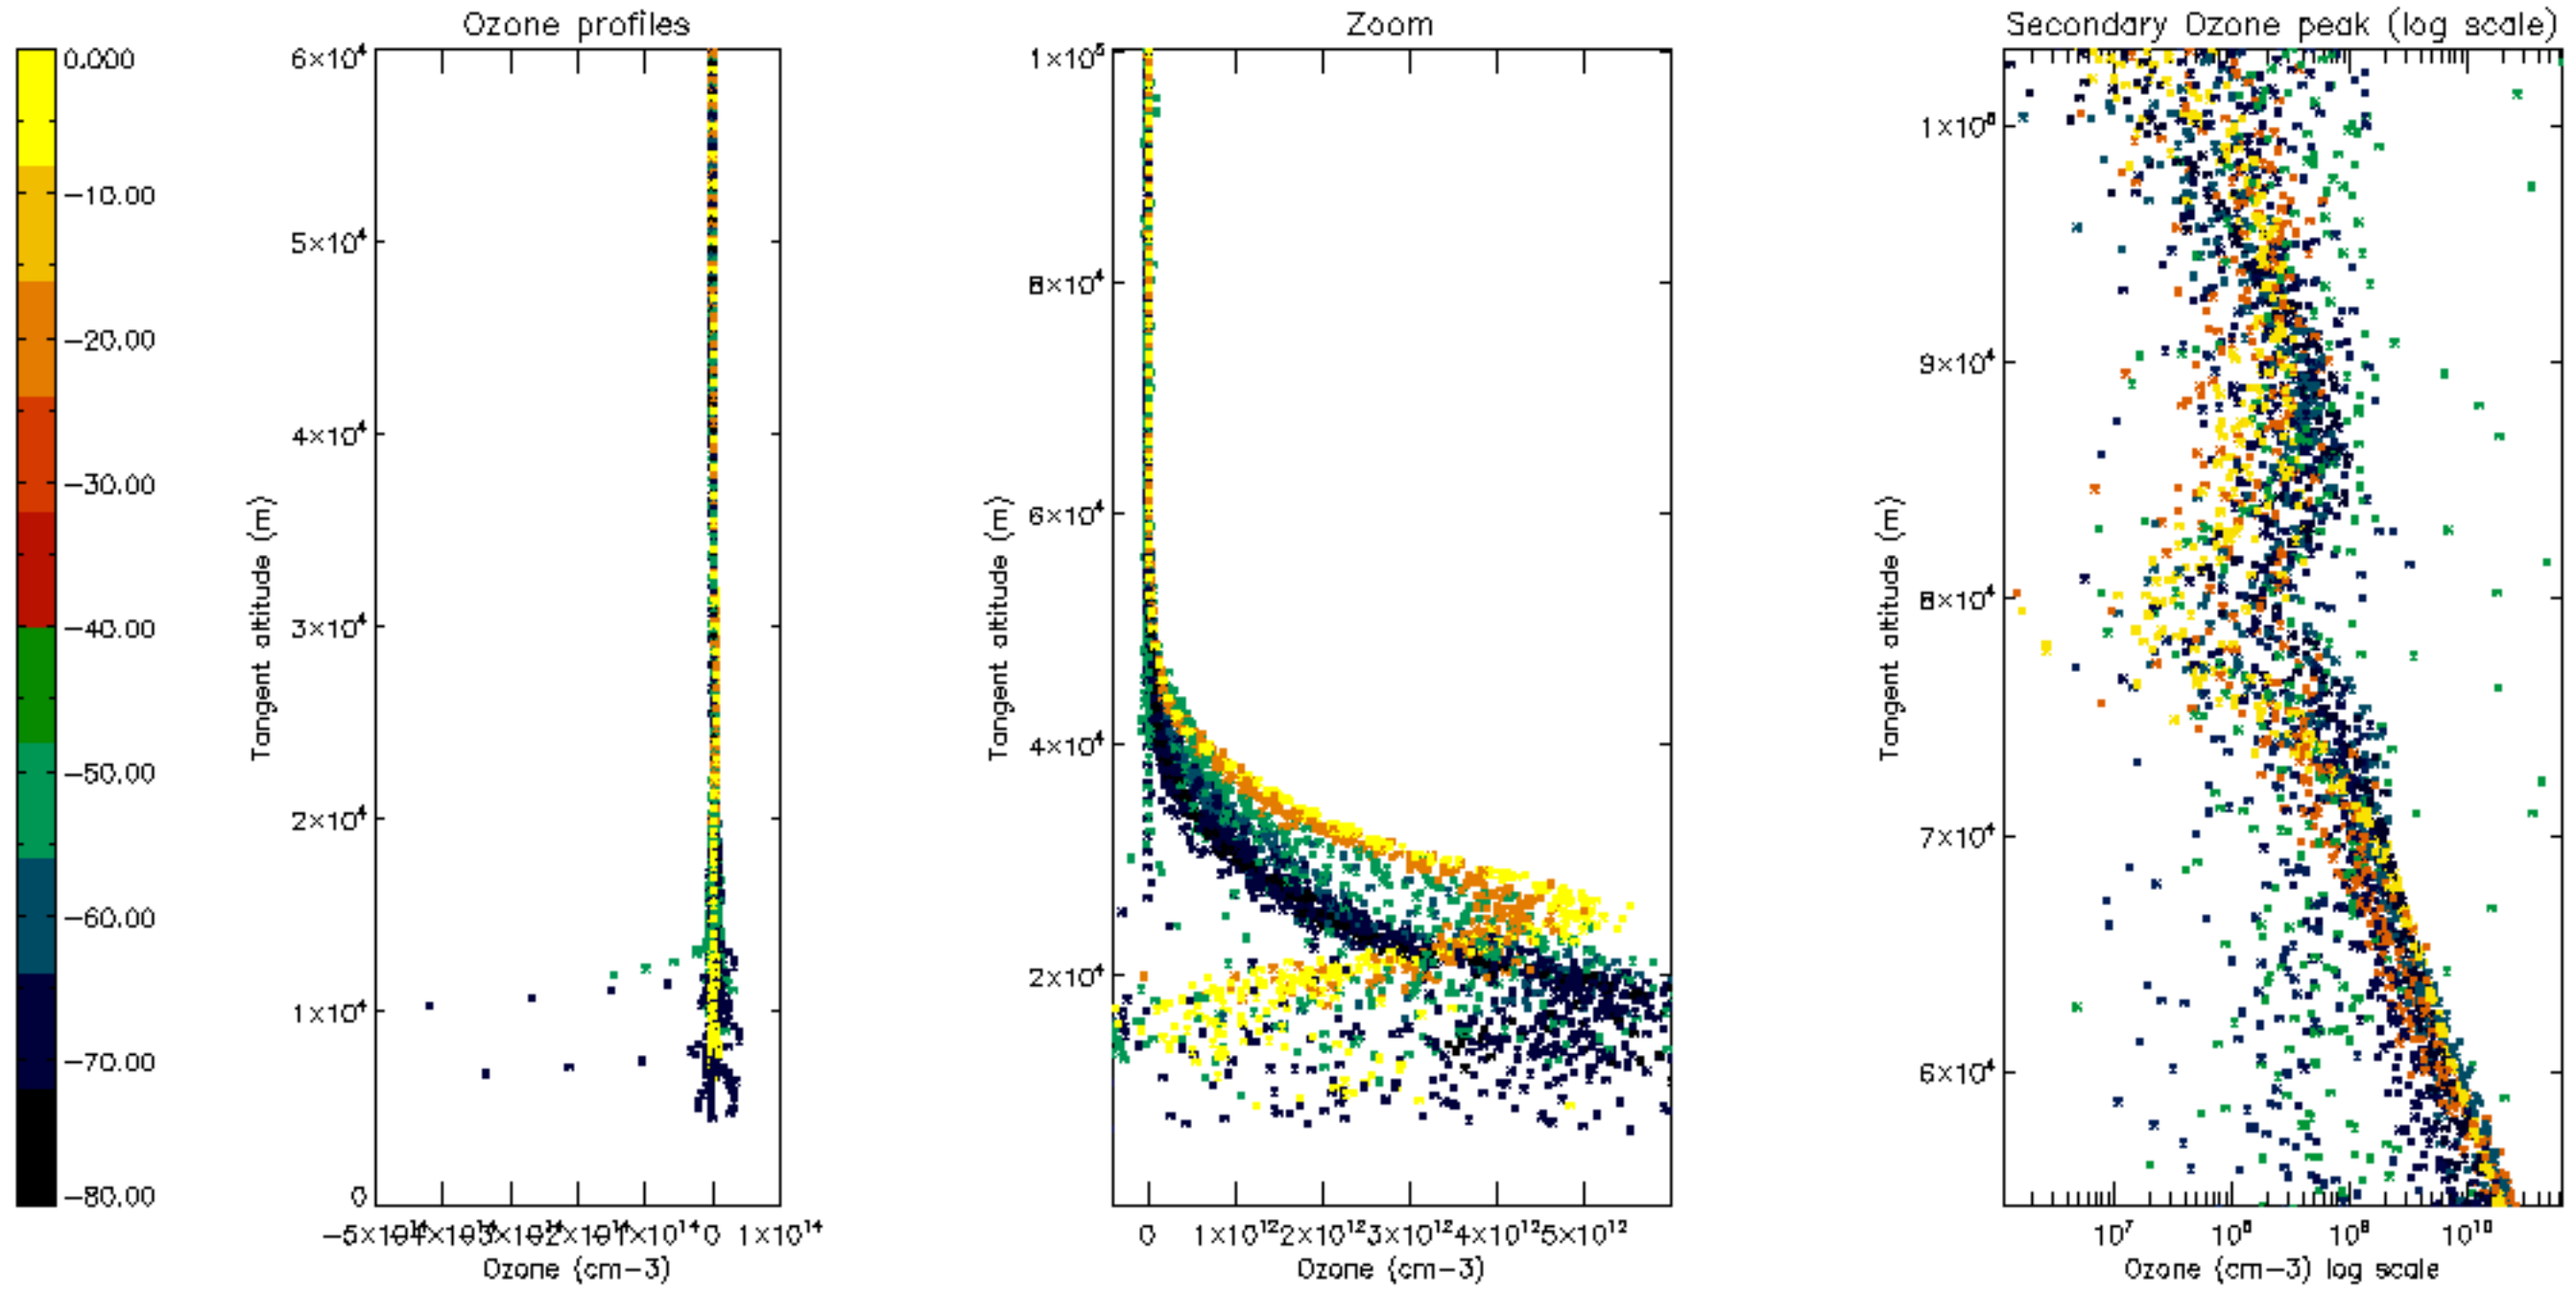 Ozone profiles
Zoom
Secondary Ozone peak (log scale)
0.000
−10.00
−20.00
−30.00
−40.00
−50.00
−60.00
−70.00
−80.00
6×10⁴
5×10⁴
4×10⁴
3×10⁴
2×10⁴
1×10⁴
0
Tangent altitude (m)
0 1×10¹⁴
Ozone (cm−3)
1×10⁵
8×10⁴
6×10⁴
4×10⁴
2×10⁴
Tangent altitude (m)
0 1×10¹² 2×10¹² 3×10¹² 4×10¹² 5×10¹²
Ozone (cm−3)
1×10⁵
9×10⁴
8×10⁴
7×10⁴
6×10⁴
Tangent altitude (m)
10⁷ 10⁸ 10⁹ 10¹⁰
Ozone (cm−3) log scale